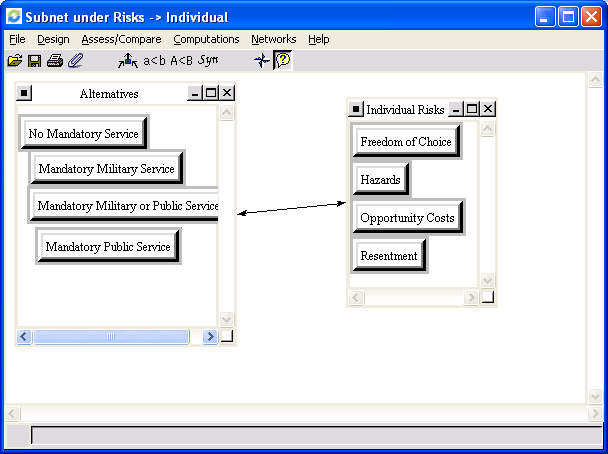 Subnet under Risks -> Individual
File Design Assess/Compare Computations Networks Help
a<b A<B Syn
Alternatives
No Mandatory Service
Mandatory Military Service
Mandatory Military or Public Service
Mandatory Public Service
Individual Risks
Freedom of Choice
Hazards
Opportunity Costs
Resentment